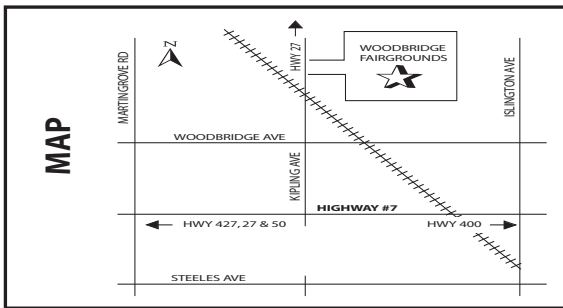 MAP
MARTINGROVE RD
N
HWY 27
WOODBRIDGE
FAIRGROUNDS
ISLINGTON AVE
WOODBRIDGE AVE
KIPLING AVE
HIGHWAY #7
HWY 427, 27 & 50
HWY 400
STEELES AVE